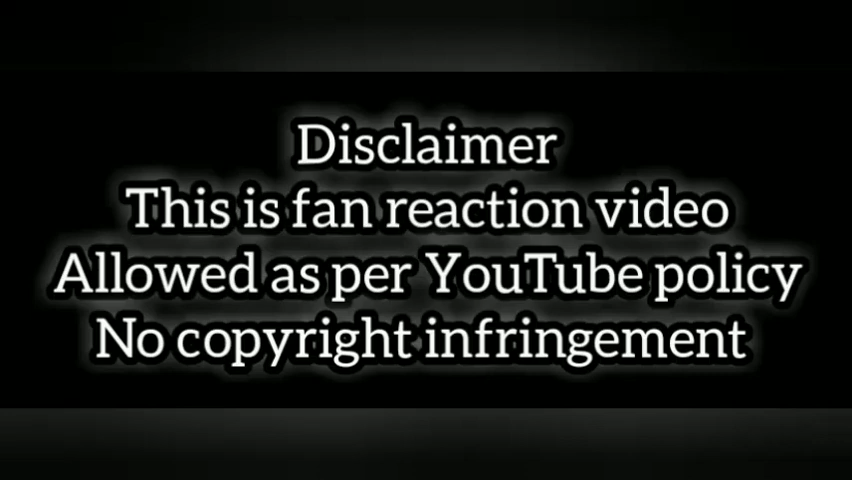 Disclaimer
This is fan reaction video
Allowed as per YouTube policy
No copyright infringement